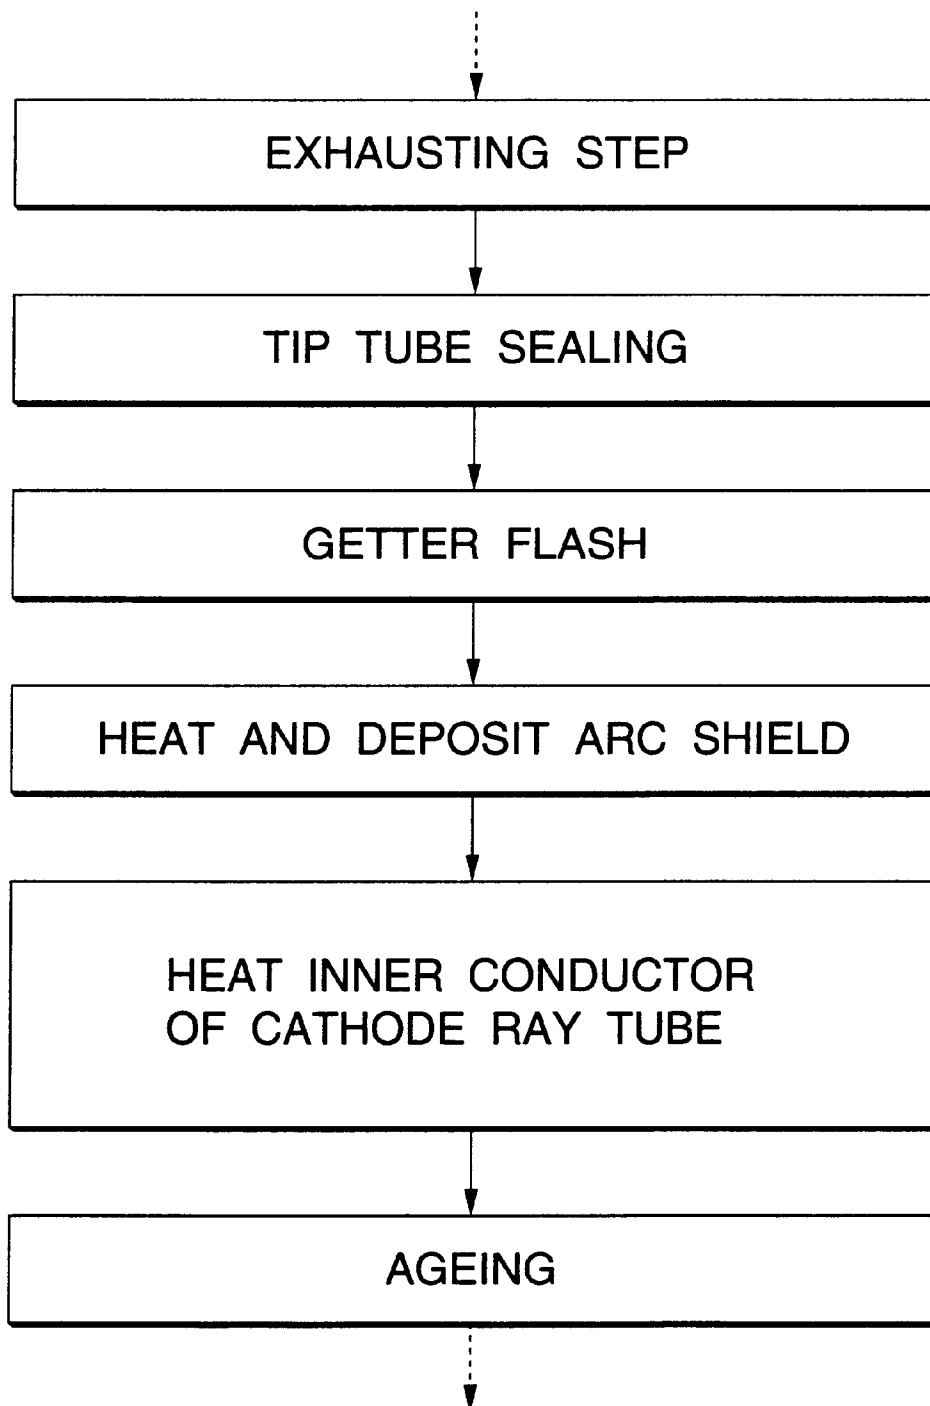 EXHAUSTING STEP
TIP TUBE SEALING
GETTER FLASH
HEAT AND DEPOSIT ARC SHIELD
HEAT INNER CONDUCTOR
OF CATHODE RAY TUBE
AGEING